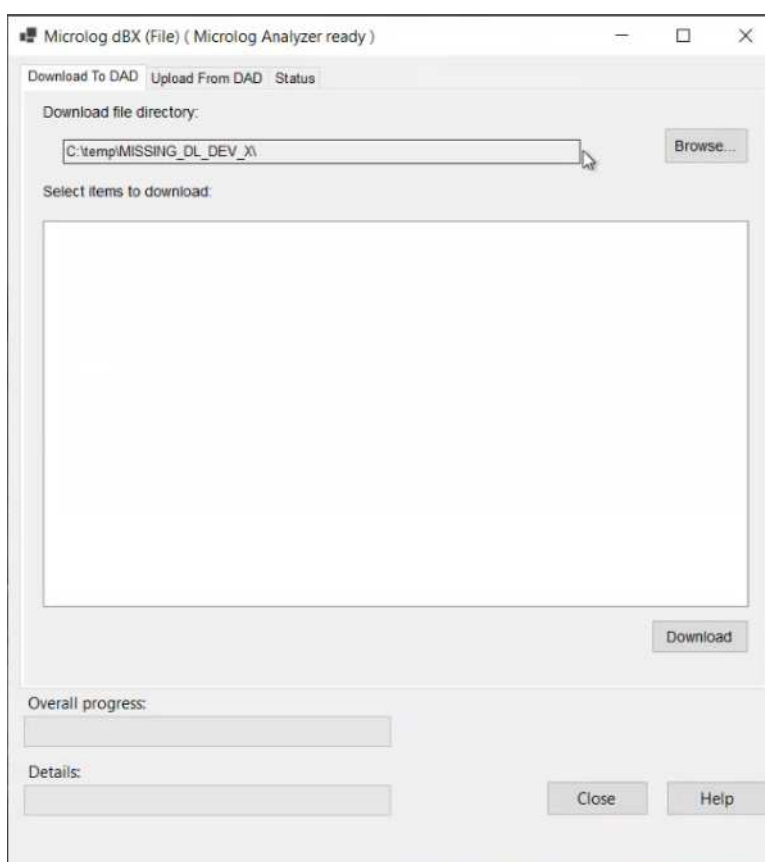 Microlog dBX (File) ( Microlog Analyzer ready )
Download To DAD Upload From DAD Status
Download file directory:
C:\temp\MISSING_DL_DEV_X\
Browse...
Select items to download:
Download
Overall progress:
Details:
Close Help